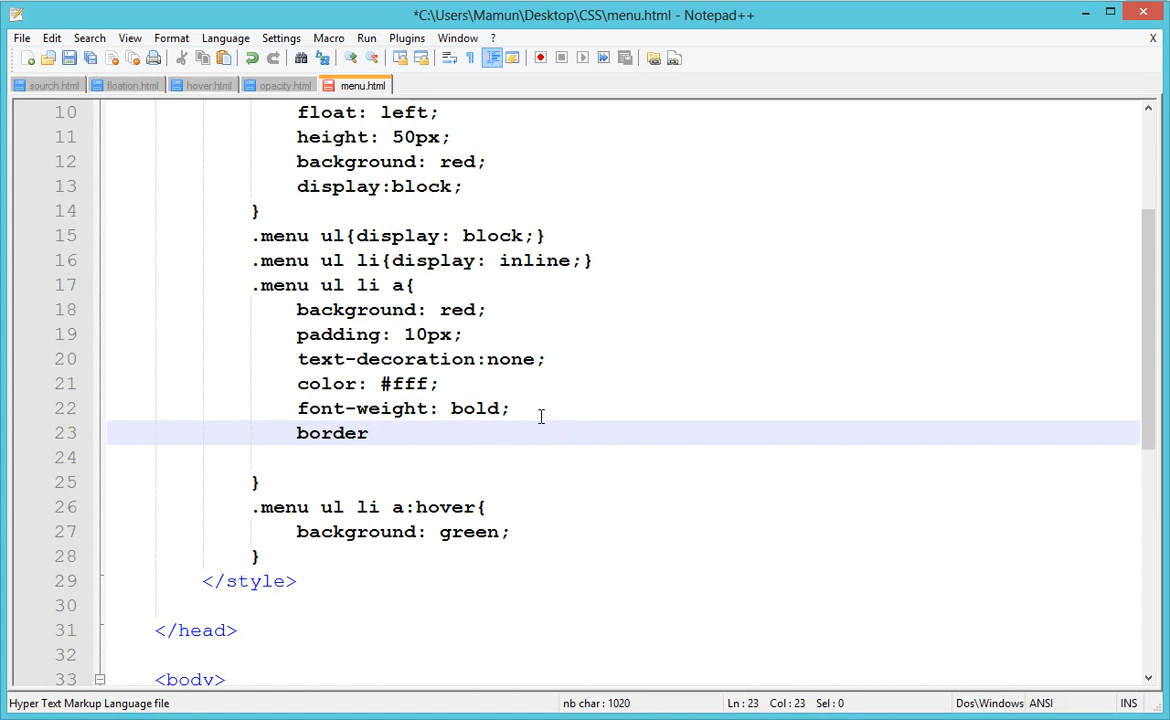 *C:\Users\Mamun\Desktop\CSS\menu.html - Notepad++
File Edit Search View Format Encoding Language Settings Macro Run Plugins Window ? X
sourch.html floation.html hover.html opacity.html menu.html
10 float: left;
11 height: 50px;
12 background: red;
13 display:block;
14 }
15 .menu ul{display: block;}
16 .menu ul li{display: inline;}
17 .menu ul li a{
18 background: red;
19 padding: 10px;
20 text-decoration:none;
21 color: #fff;
22 font-weight: bold;
23 border
24
25 }
26 .menu ul li a:hover{
27 background: green;
28 }
29 </style>
30
31 </head>
32
33 <body>
Hyper Text Markup Language file nb char : 1020 Ln : 23 Col : 23 Sel : 0 Dos\Windows ANSI INS